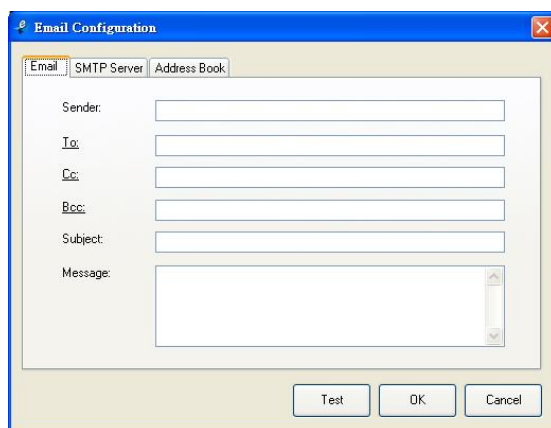 Email Configuration
Email SMTP Server Address Book
Sender:
To:
Cc:
Bcc:
Subject:
Message:
Test OK Cancel